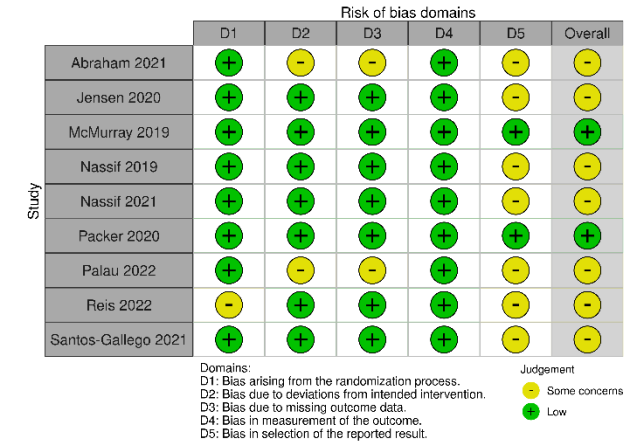 Risk of bias domains
D1 D2 D3 D4 D5 Overall
Study
Abraham 2021 + - - + - -
Jensen 2020 + + + + - -
McMurray 2019 + + + + + +
Nassif 2019 + + + + - -
Nassif 2021 + + + + - -
Packer 2020 + + + + + +
Palau 2022 + - - + - -
Reis 2022 - + + + - -
Santos-Gallego 2021 + + + + - -
Domains:
D1: Bias arising from the randomization process.
D2: Bias due to deviations from intended intervention.
D3: Bias due to missing outcome data.
D4: Bias in measurement of the outcome.
D5: Bias in selection of the reported result.
Judgement
- Some concerns
+ Low